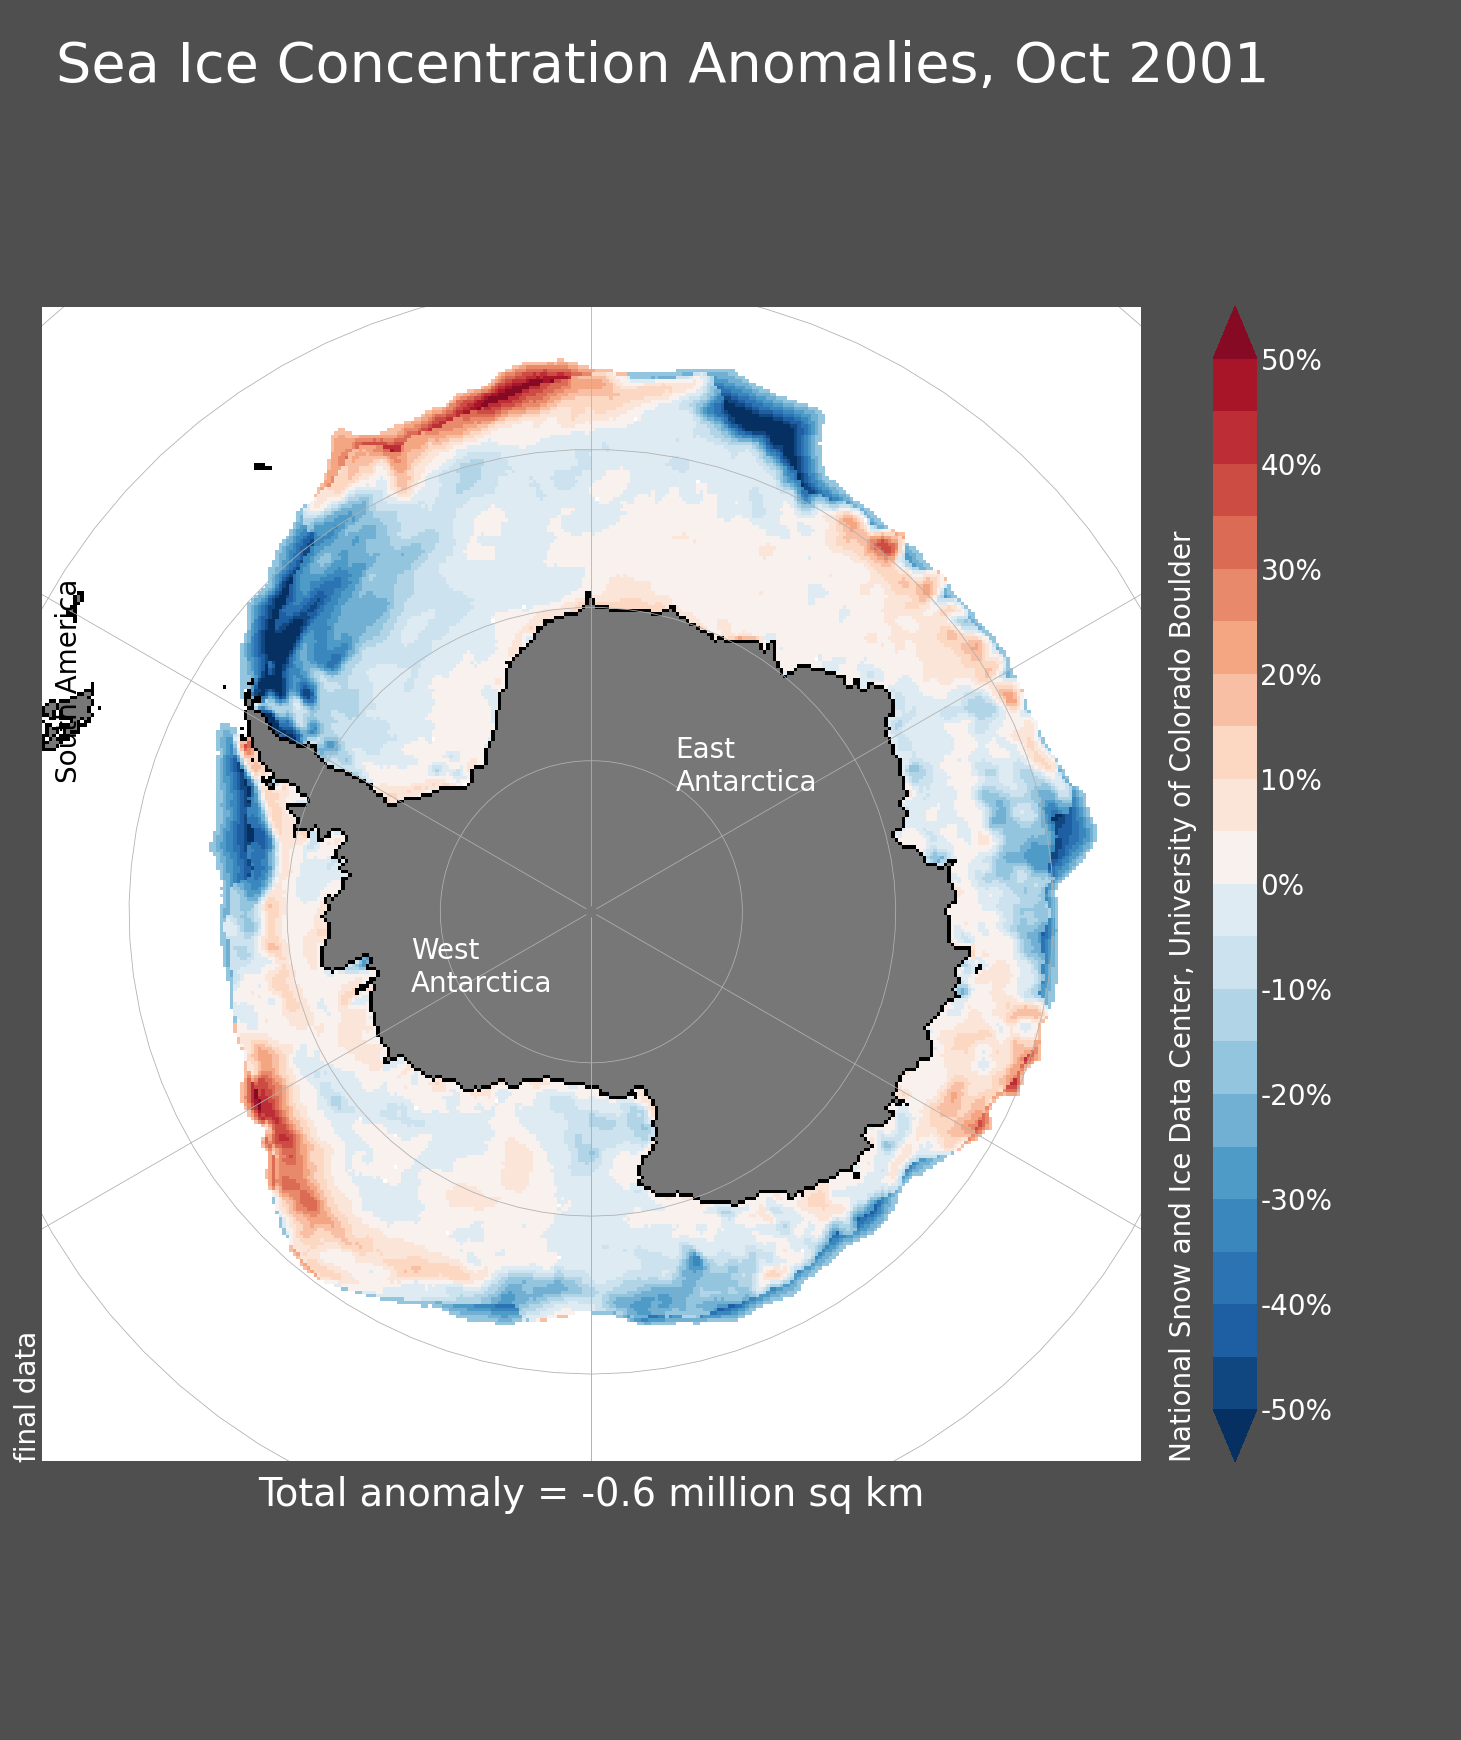 Sea Ice Concentration Anomalies, Oct 2001
South America
East
Antarctica
West
Antarctica
final data
National Snow and Ice Data Center, University of Colorado Boulder
50%
40%
30%
20%
10%
0%
-10%
-20%
-30%
-40%
-50%
Total anomaly = -0.6 million sq km